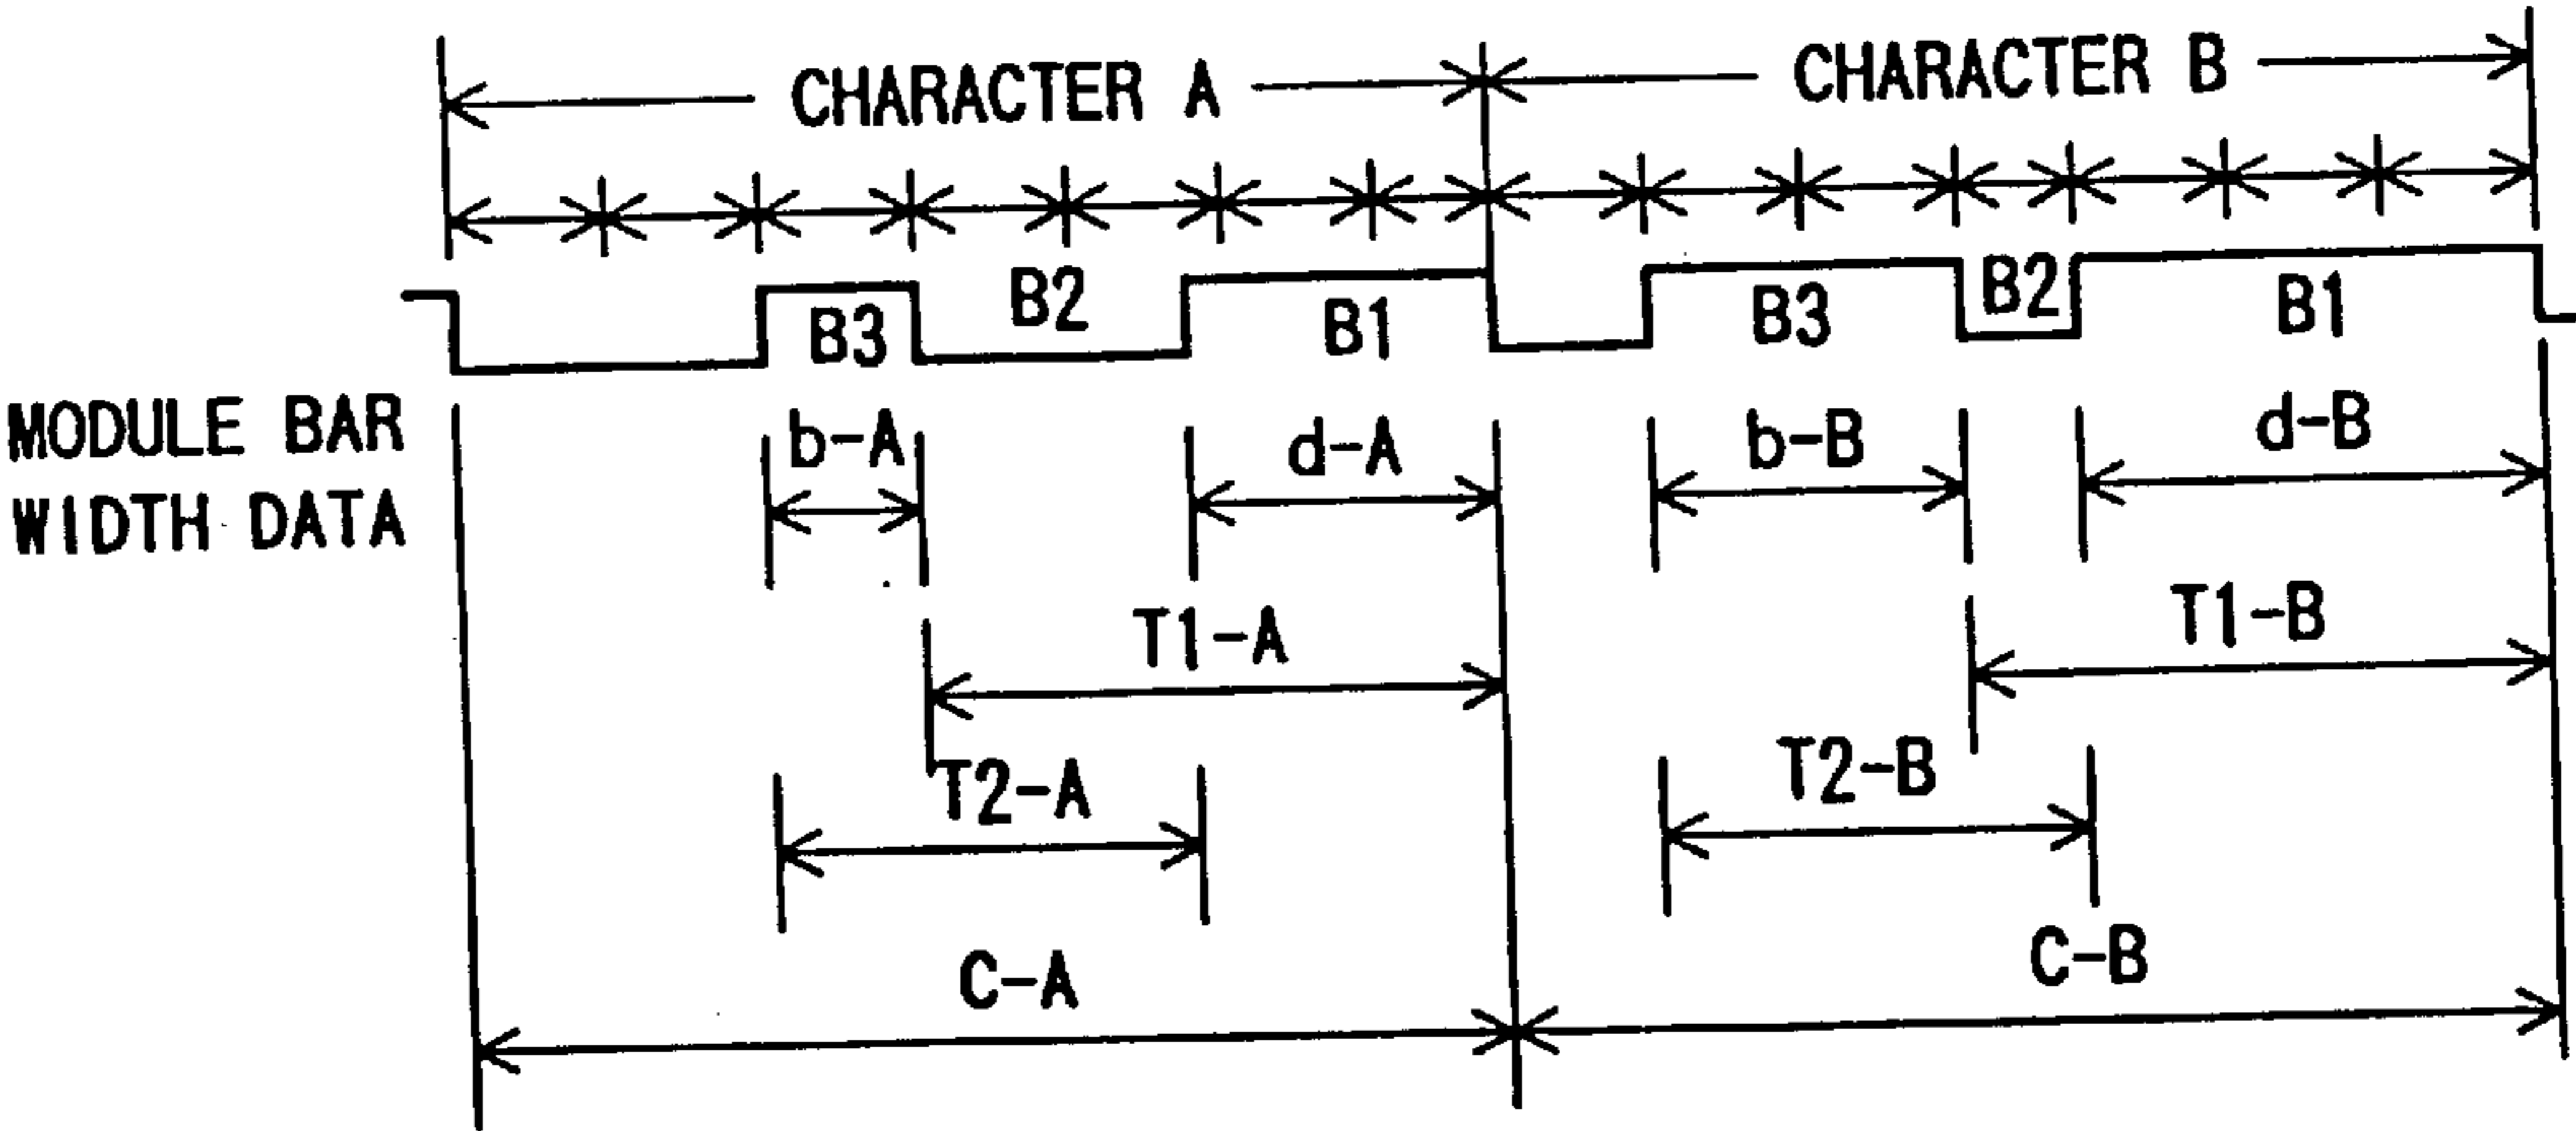 CHARACTER A CHARACTER B
B3 B2 B1 B3 B2 B1
MODULE BAR
WIDTH DATA
b-A d-A b-B d-B
T1-A T1-B
T2-A T2-B
C-A C-B